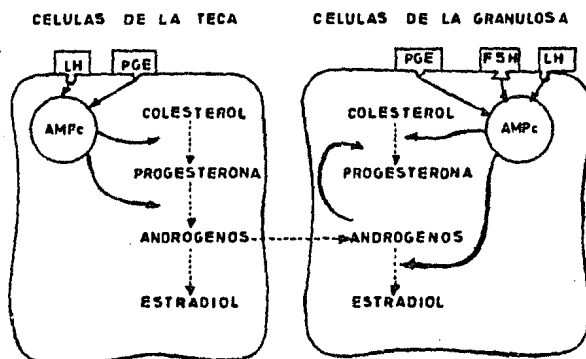 CELULAS DE LA TECA
LH PGE
AMPc
COLESTEROL
PROGESTERONA
ANDROGENOS
ESTRADIOL
CELULAS DE LA GRANULOSA
PGE FSH LH
COLESTEROL
AMPc
PROGESTERONA
ANDROGENOS
ESTRADIOL